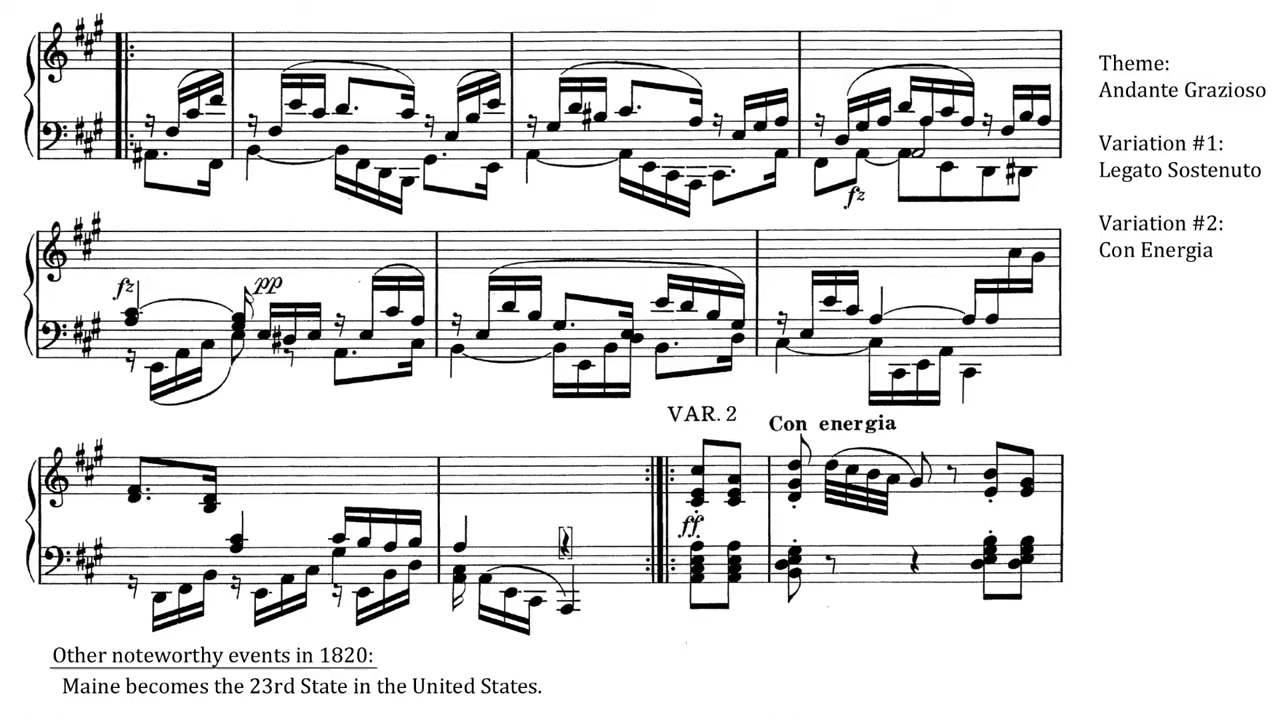 Theme:
Andante Grazioso
Variation #1:
Legato Sostenuto
Variation #2:
Con Energia
fz
fz
pp
VAR. 2
Con energia
ff
Other noteworthy events in 1820:
Maine becomes the 23rd State in the United States.